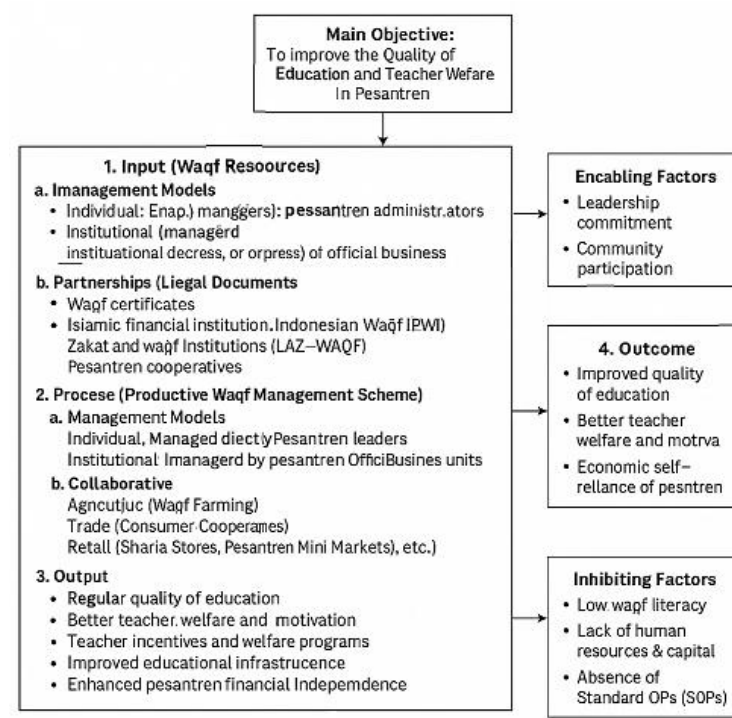 Main Objective:
To improve the Quality of
Education and Teacher Wefare
In Pesantren
1. Input (Waqf Resoources)
a. Imanagement Models
• Individual: Enap.) manggers): pessantren administr.ators
• Institutional (managerd
instituational decress, or orpress) of official business
b. Partnerships (Liegal Documents
• Waqf certificates
• Isiamic financial institution.Indonesian Waqf IPWI)
Zakat and waqf Institutions (LAZ–WAQF)
Pesantren cooperatives
2. Procese (Productive Waqf Management Scheme)
a. Management Models
Individual, Managed diectlyPesantren leaders
Institutional Imanagerd by pesantren OfficiBusines units
b. Collaborative
Agncutjuc (Waqf Farming)
Trade (Consumer Cooperames)
Retall (Sharia Stores, Pesantren Mini Markets), etc.)
3. Output
• Regular quality of education
• Better teacher.welfare and motivation
• Teacher incentives and welfare programs
• Improved educational infrastrucence
• Enhanced pesantren financial Indepemdence
Encabling Factors
• Leadership
commitment
• Community
participation
4. Outcome
• Improved quality
of education
• Better teacher
welfare and motrva
• Economic self–
rellance of pesntren
Inhibiting Factors
• Low waqf literacy
• Lack of human
resources & capital
• Absence of
Standard OPs (SOPs)